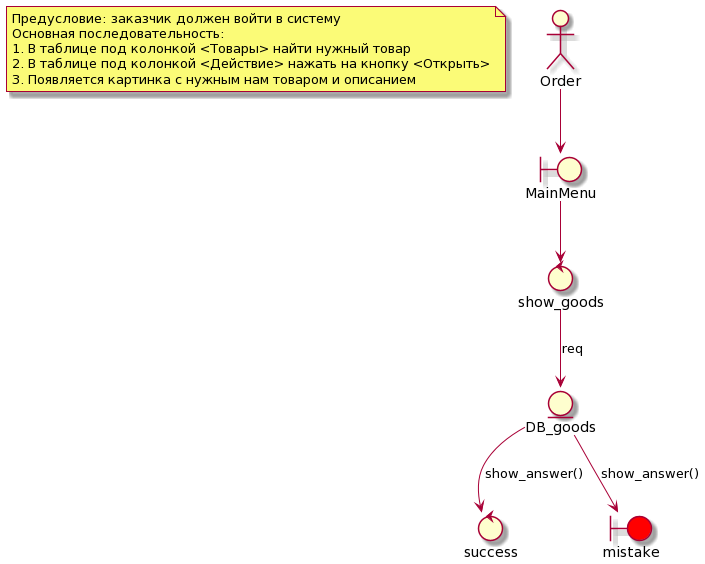 Предусловие: заказчик должен войти в систему
Основная последовательность:
1. В таблице под колонкой <Товары> найти нужный товар
2. В таблице под колонкой <Действие> нажать на кнопку <Открыть>
3. Появляется картинка с нужным нам товаром и описанием
Order
MainMenu
show_goods
req
DB_goods
show_answer()
show_answer()
success
mistake